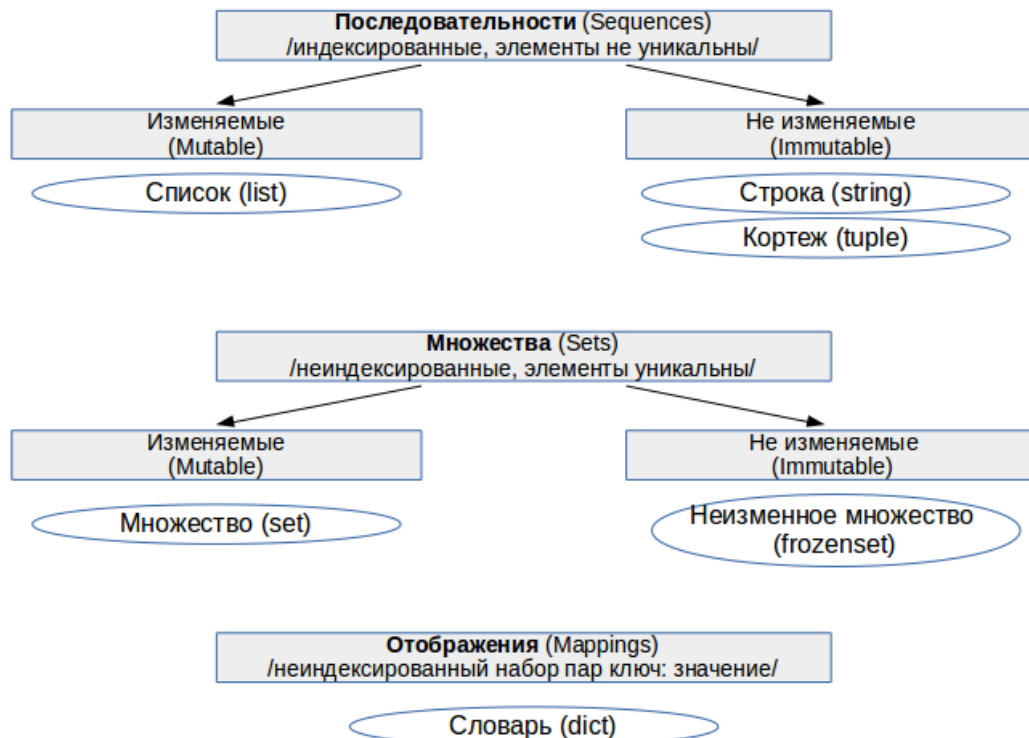 Последовательности (Sequences)
/индексированные, элементы не уникальны/
Изменяемые
(Mutable)
Не изменяемые
(Immutable)
Список (list)
Строка (string)
Кортеж (tuple)
Множества (Sets)
/неиндексированные, элементы уникальны/
Изменяемые
(Mutable)
Не изменяемые
(Immutable)
Множество (set)
Неизменное множество
(frozenset)
Отображения (Mappings)
/неиндексированный набор пар ключ: значение/
Словарь (dict)